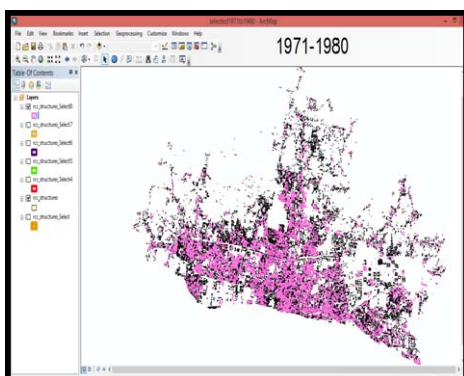 selected1971to1980 - ArcMap
File Edit View Bookmarks Insert Selection Geoprocessing Customize Windows Help
1971-1980
Table Of Contents
Layers
rcc_structures_Select8
rcc_structures_Select7
rcc_structures_Select6
rcc_structures_Select5
rcc_structures_Select4
rcc_structures
rcc_structures_Select